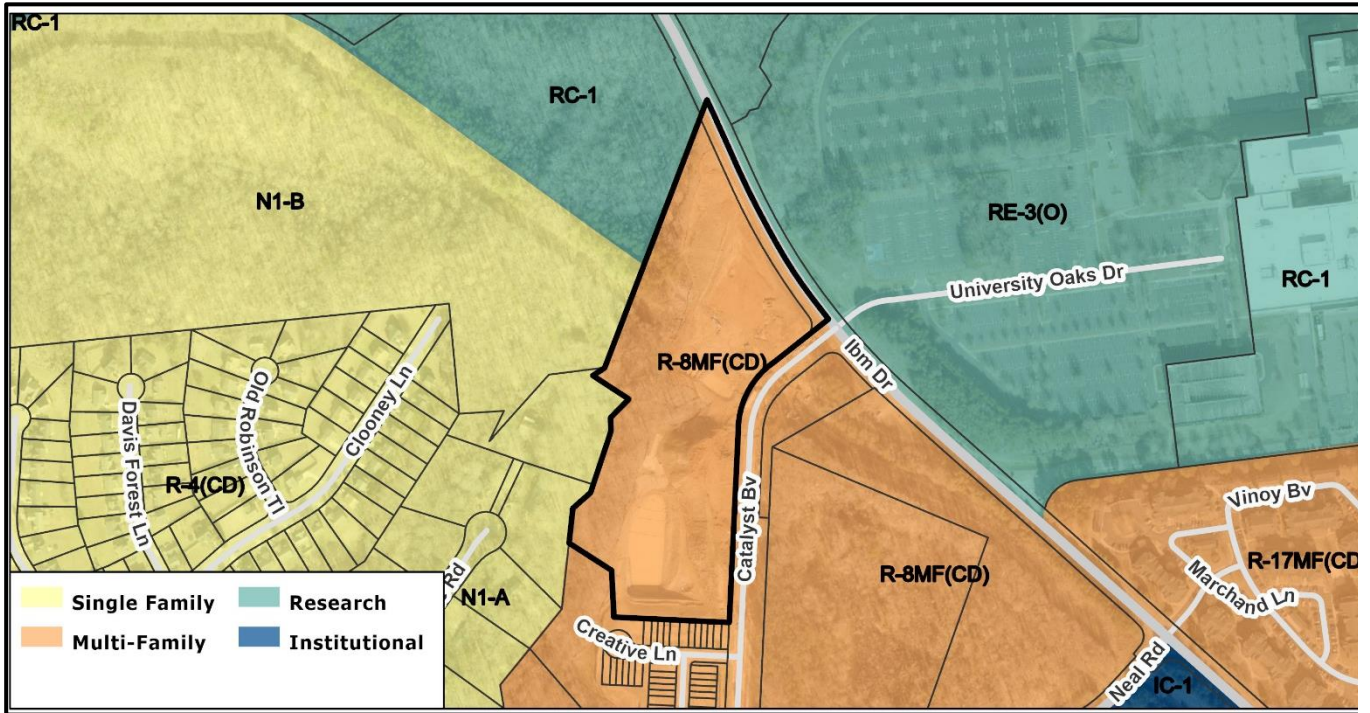 RC-1
RC-1
N1-B
RE-3(O)
University Oaks Dr
RC-1
R-8MF(CD)
Ibm Dr
Clooney Ln
Old Robinson Tl
Davis Forest Ln
R-4(CD)
Catalyst Bv
Vinoy Bv
R-17MF(CD
Marchand Ln
R-8MF(CD)
Rd
N1-A
Creative Ln
Neal Rd
IC-1
Single Family
Research
Multi-Family
Institutional